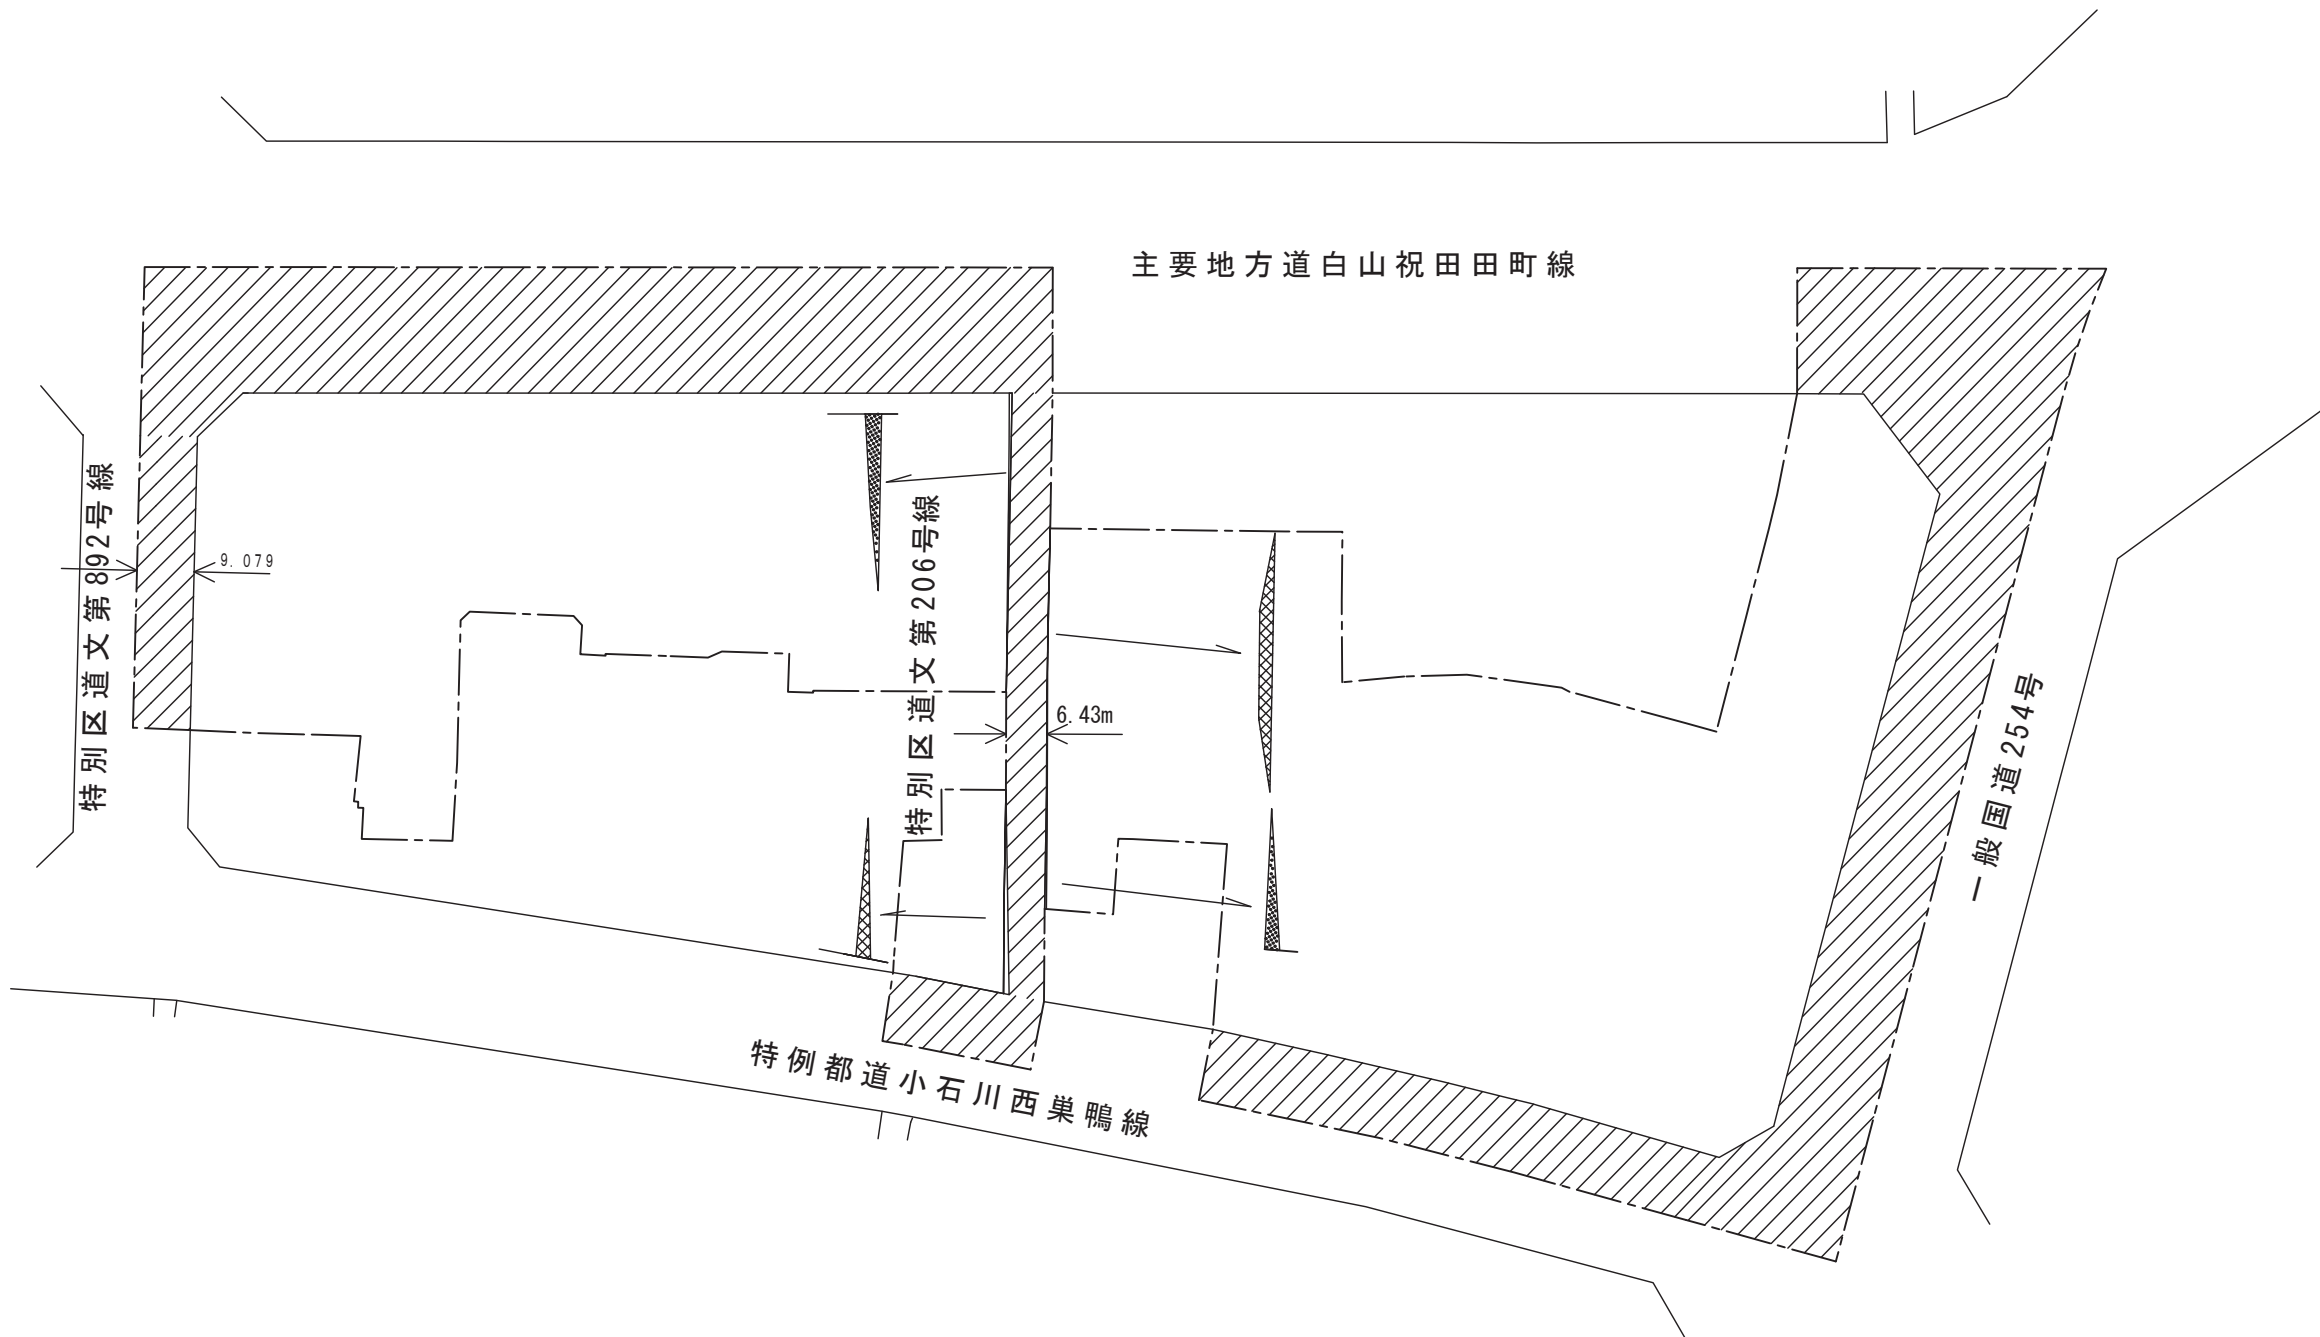 主要地方道白山祝田田町線
特別区道文第892号線
9.079
特別区道文第206号線
6.43m
一般国道254号
特例都道小石川西巣鴨線